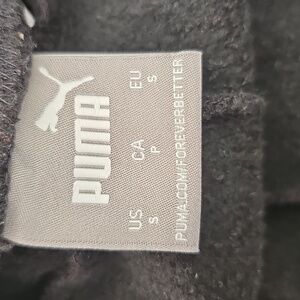 PUMA
US CA EU
S P S
PUMA.COM/FOREVERBETTER